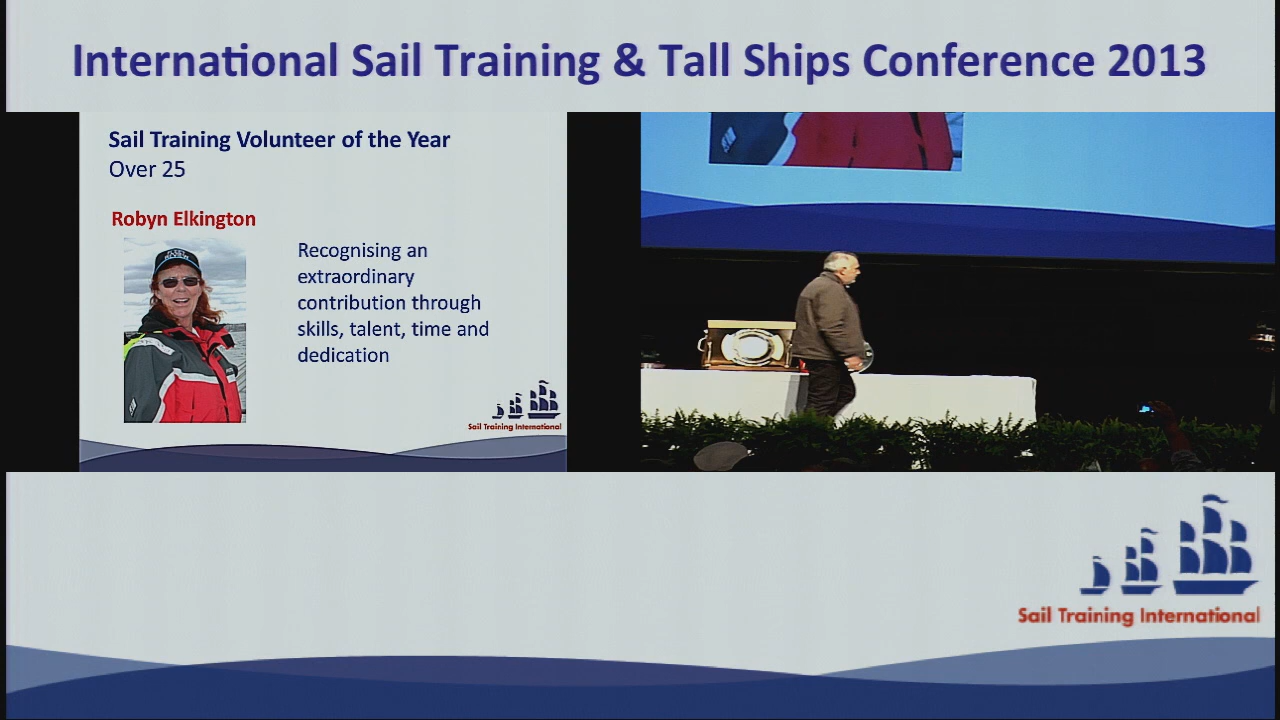 International Sail Training & Tall Ships Conference 2013
Sail Training Volunteer of the Year
Over 25
Robyn Elkington
Recognising an
extraordinary
contribution through
skills, talent, time and
dedication
Sail Training International
Sail Training International